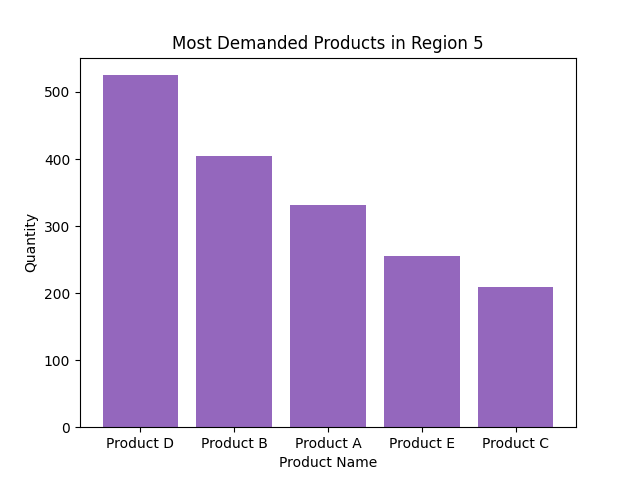 Most Demanded Products in Region 5
Quantity
500
400
300
200
100
0
Product D Product B Product A Product E Product C
Product Name